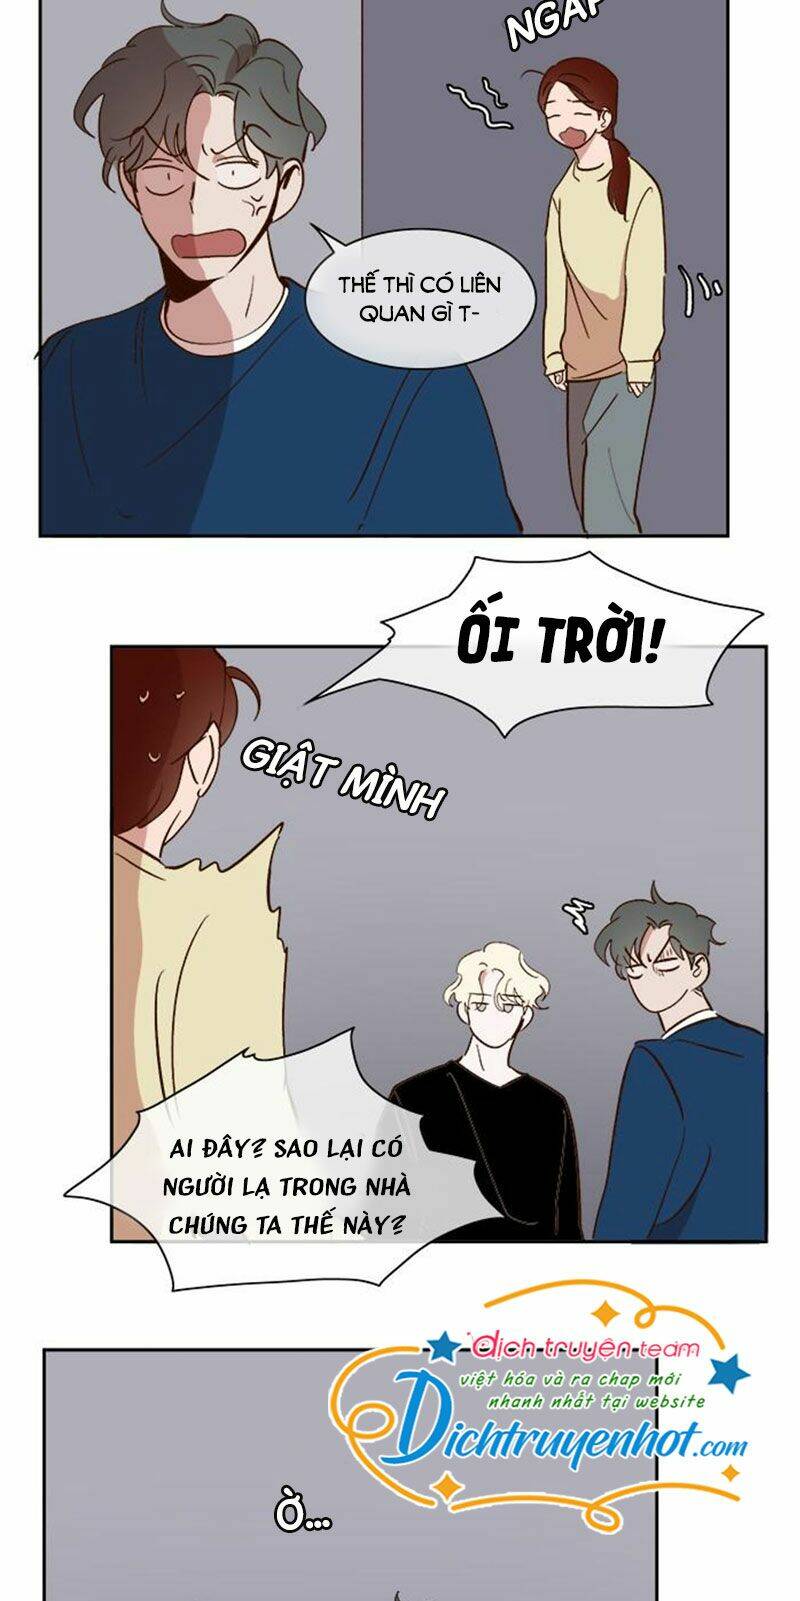 NGÁP
THẾ THÌ CÓ LIÊN
QUAN GÌ T-
ỐI TRỜI!
GIẬT MÌNH
AI ĐÂY? SAO LẠI CÓ
NGƯỜI LẠ TRONG NHÀ
CHÚNG TA THẾ NÀY?
dịch truyện team
việt hóa và ra chap mới
nhanh nhất tại website
Dichtruyenhot.com
Ờ...